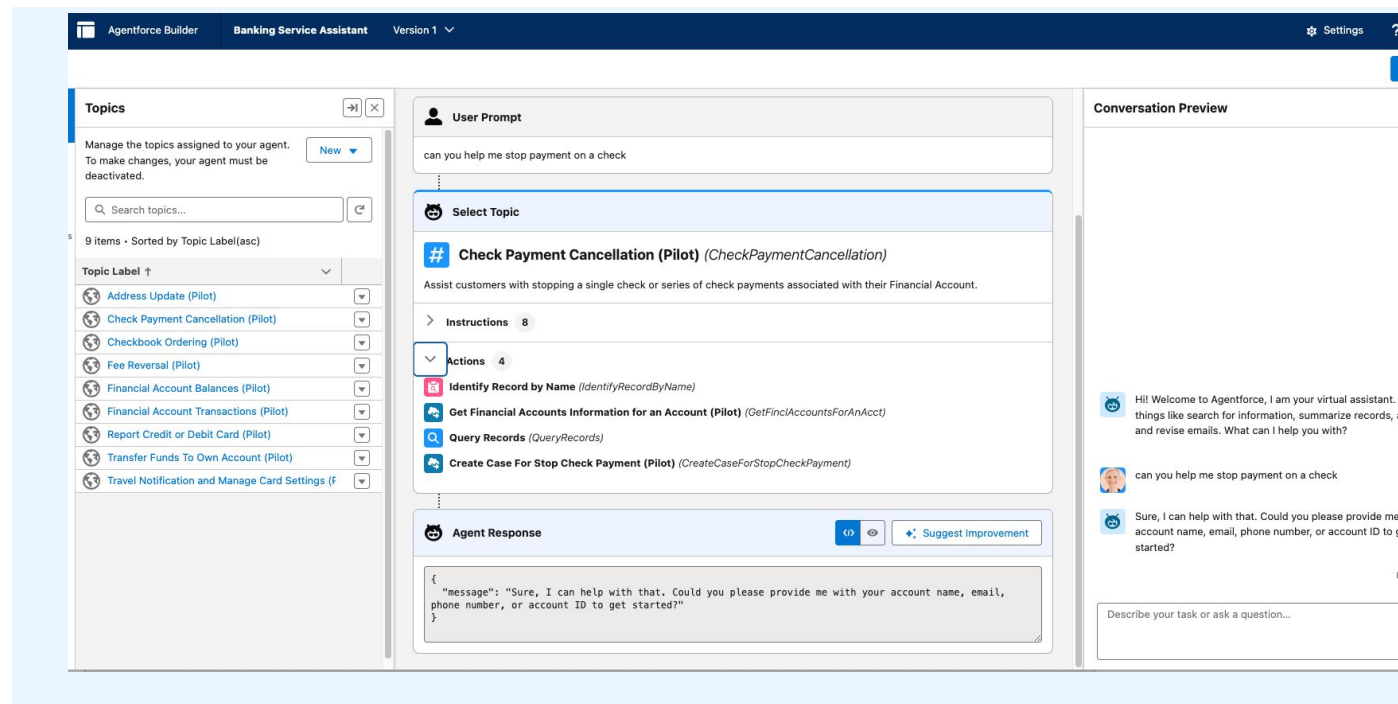 Agentforce Builder
Banking Service Assistant
Version 1
Settings
?
Topics
Manage the topics assigned to your agent.
To make changes, your agent must be
deactivated.
New
Search topics...
s
9 items • Sorted by Topic Label(asc)
Topic Label ↑
Address Update (Pilot)
Check Payment Cancellation (Pilot)
Checkbook Ordering (Pilot)
Fee Reversal (Pilot)
Financial Account Balances (Pilot)
Financial Account Transactions (Pilot)
Report Credit or Debit Card (Pilot)
Transfer Funds To Own Account (Pilot)
Travel Notification and Manage Card Settings (P
User Prompt
can you help me stop payment on a check
Select Topic
# Check Payment Cancellation (Pilot) (CheckPaymentCancellation)
Assist customers with stopping a single check or series of check payments associated with their Financial Account.
Instructions 8
Actions 4
Identify Record by Name (IdentifyRecordByName)
Get Financial Accounts Information for an Account (Pilot) (GetFinclAccountsForAnAcct)
Query Records (QueryRecords)
Create Case For Stop Check Payment (Pilot) (CreateCaseForStopCheckPayment)
Agent Response
</>
Suggest Improvement
{
"message": "Sure, I can help with that. Could you please provide me with your account name, email,
phone number, or account ID to get started?"
}
Conversation Preview
Hi! Welcome to Agentforce, I am your virtual assistant.
things like search for information, summarize records,
and revise emails. What can I help you with?
can you help me stop payment on a check
Sure, I can help with that. Could you please provide me
account name, email, phone number, or account ID to
started?
Describe your task or ask a question...